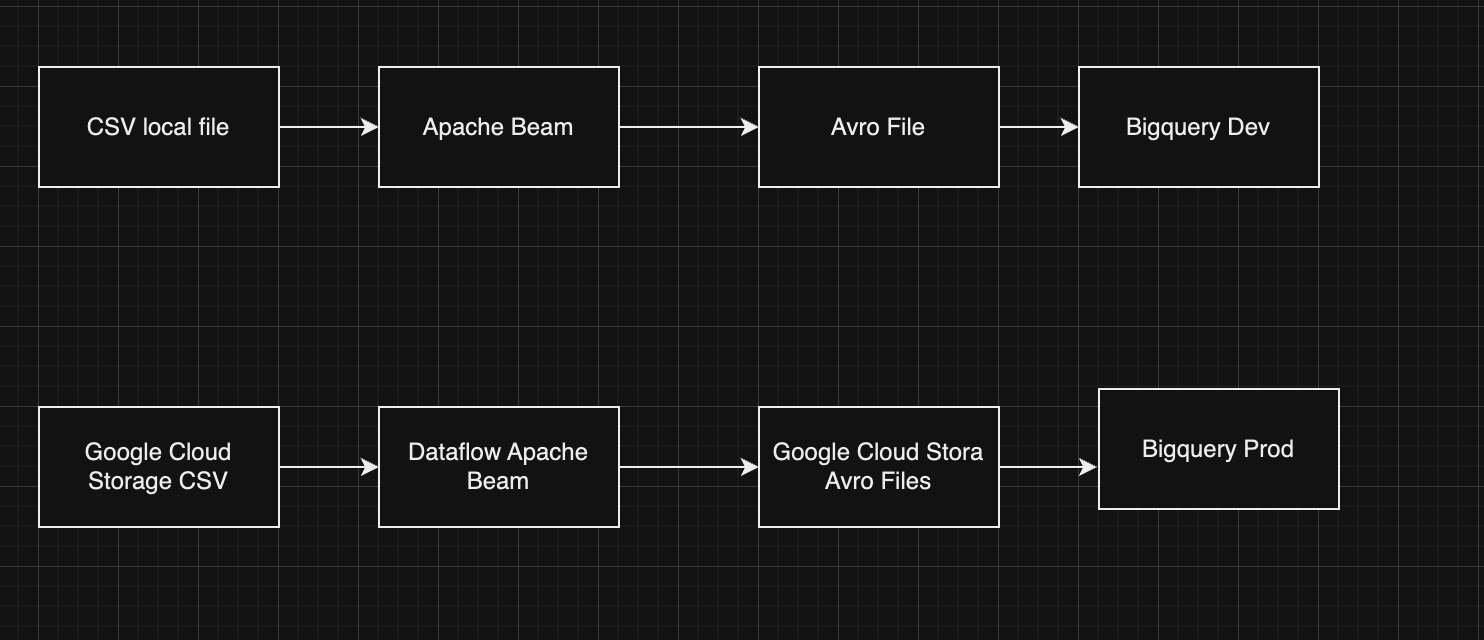 CSV local file
Apache Beam
Avro File
Bigquery Dev
Google Cloud
Storage CSV
Dataflow Apache
Beam
Google Cloud Stora
Avro Files
Bigquery Prod